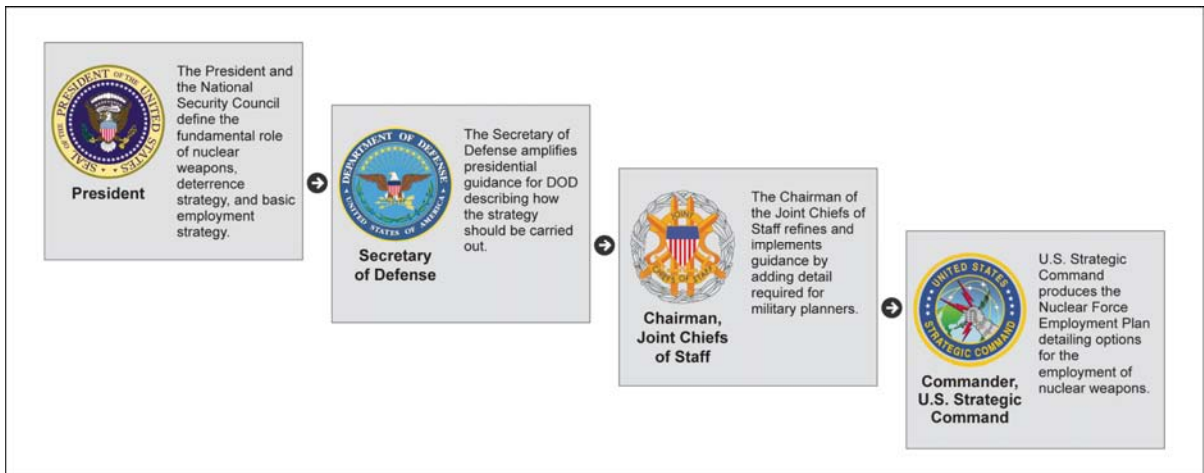 SEAL OF THE PRESIDENT OF THE UNITED STATES
President
The President and
the National
Security Council
define the
fundamental role
of nuclear
weapons,
deterrence
strategy, and basic
employment
strategy.
DEPARTMENT OF DEFENSE
UNITED STATES OF AMERICA
Secretary
of Defense
The Secretary of
Defense amplifies
presidential
guidance for DOD
describing how
the strategy
should be carried
out.
JOINT
CHIEFS OF STAFF
Chairman,
Joint Chiefs
of Staff
The Chairman of
the Joint Chiefs of
Staff refines and
implements
guidance by
adding detail
required for
military planners.
UNITED STATES
STRATEGIC COMMAND
Commander,
U.S. Strategic
Command
U.S. Strategic
Command
produces the
Nuclear Force
Employment Plan
detailing options
for the
employment of
nuclear weapons.